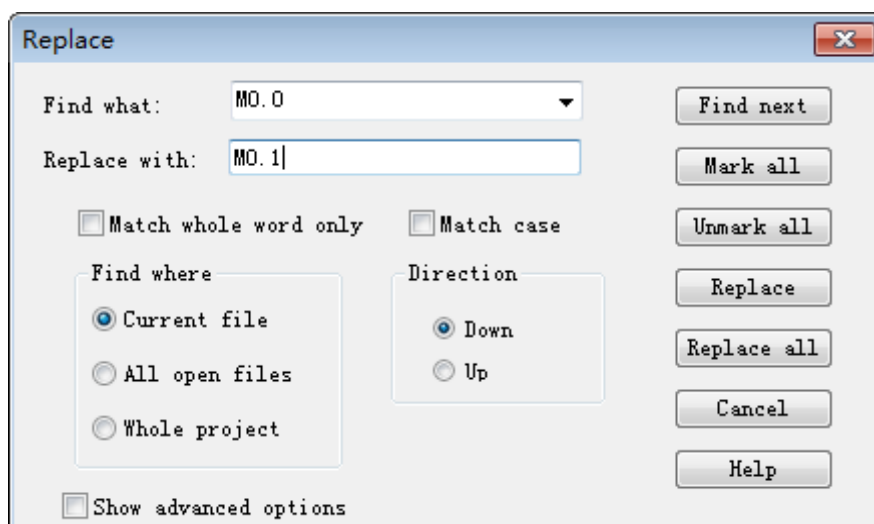 Replace
Find what: M0.0
Find next
Replace with: M0.1
Mark all
Match whole word only
Match case
Unmark all
Find where
Direction
Replace
Current file
Down
Replace all
All open files
Up
Cancel
Whole project
Help
Show advanced options